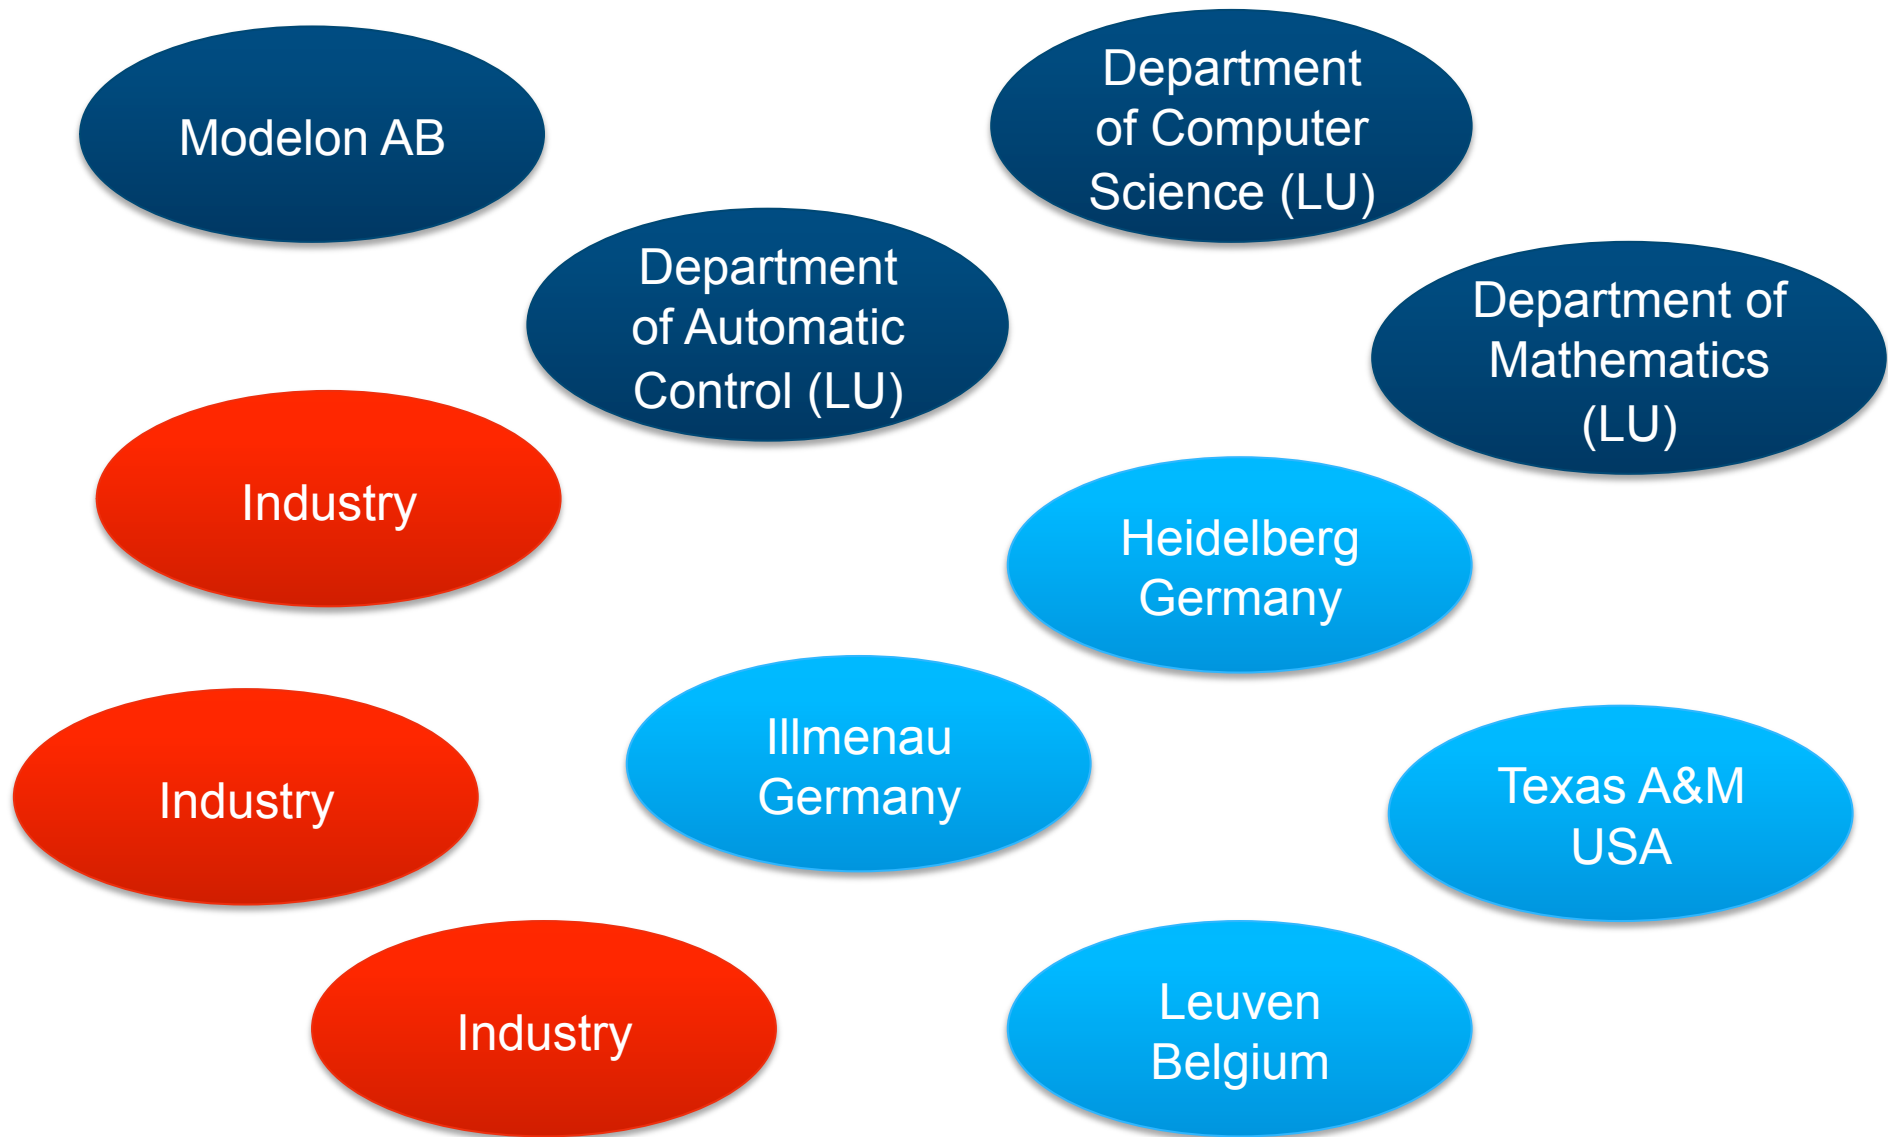 Modelon AB
Department
of Computer
Science (LU)
Department
of Automatic
Control (LU)
Department of
Mathematics
(LU)
Industry
Heidelberg
Germany
Illmenau
Germany
Industry
Texas A&M
USA
Industry
Leuven
Belgium